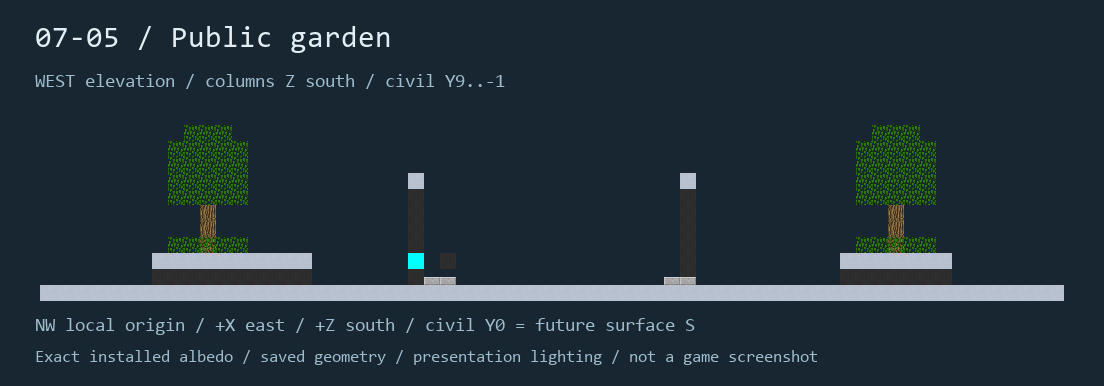 07-05 / Public garden
WEST elevation / columns Z south / civil Y9..-1
NW local origin / +X east / +Z south / civil Y0 = future surface S
Exact installed albedo / saved geometry / presentation lighting / not a game screenshot